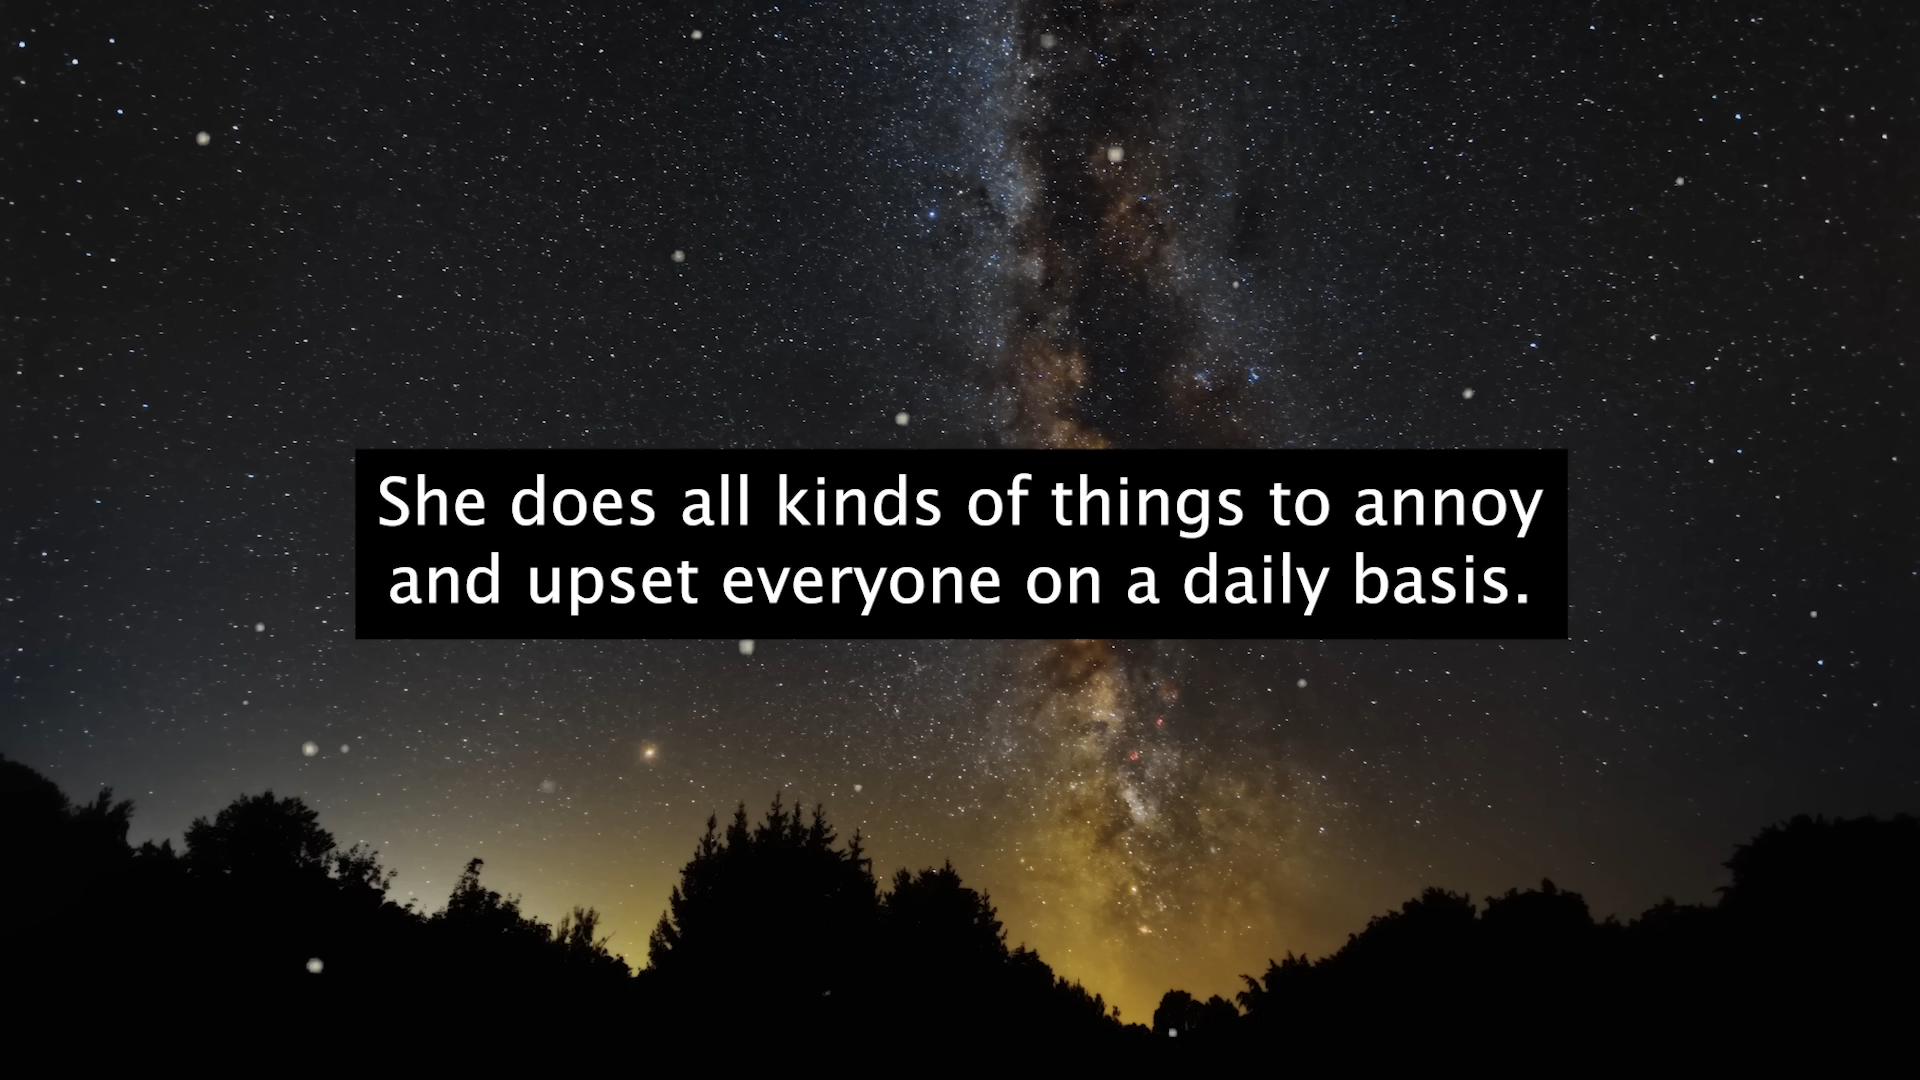 She does all kinds of things to annoy
and upset everyone on a daily basis.